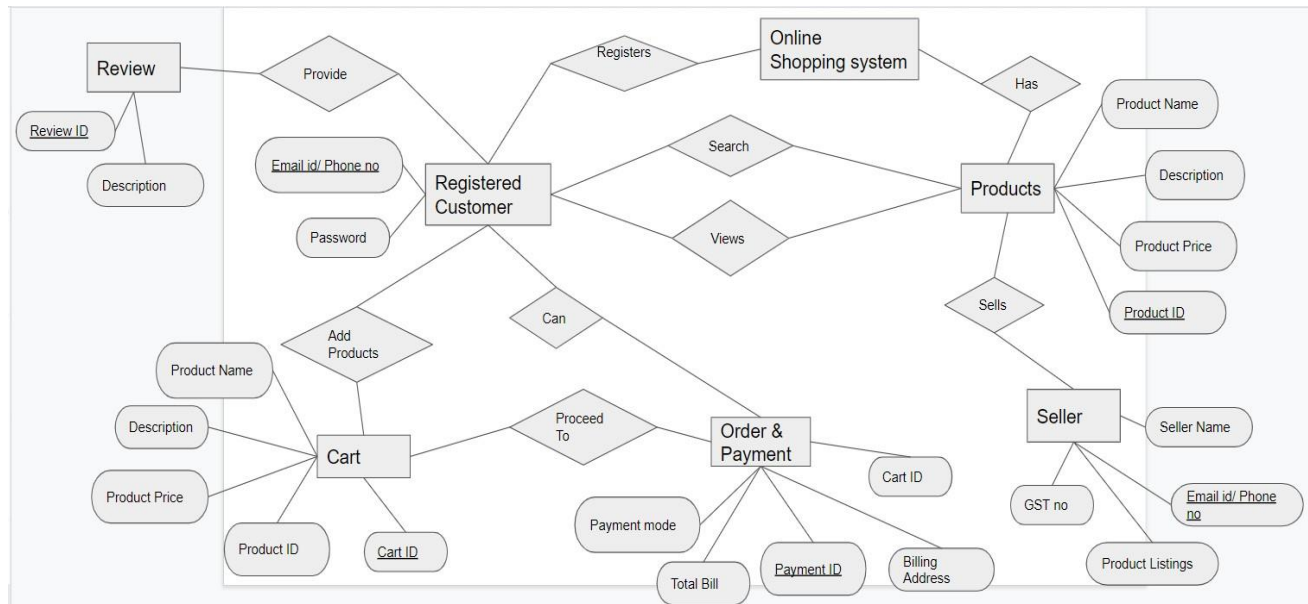 Review
Provide
Registers
Online
Shopping system
Has
Review ID
Description
Email id/ Phone no
Password
Registered
Customer
Search
Views
Products
Product Name
Description
Product Price
Product ID
Sells
Add
Products
Can
Product Name
Description
Product Price
Product ID
Cart ID
Cart
Proceed
To
Order &
Payment
Cart ID
Payment mode
Total Bill
Payment ID
Billing
Address
Seller
Seller Name
GST no
Email id/ Phone
no
Product Listings